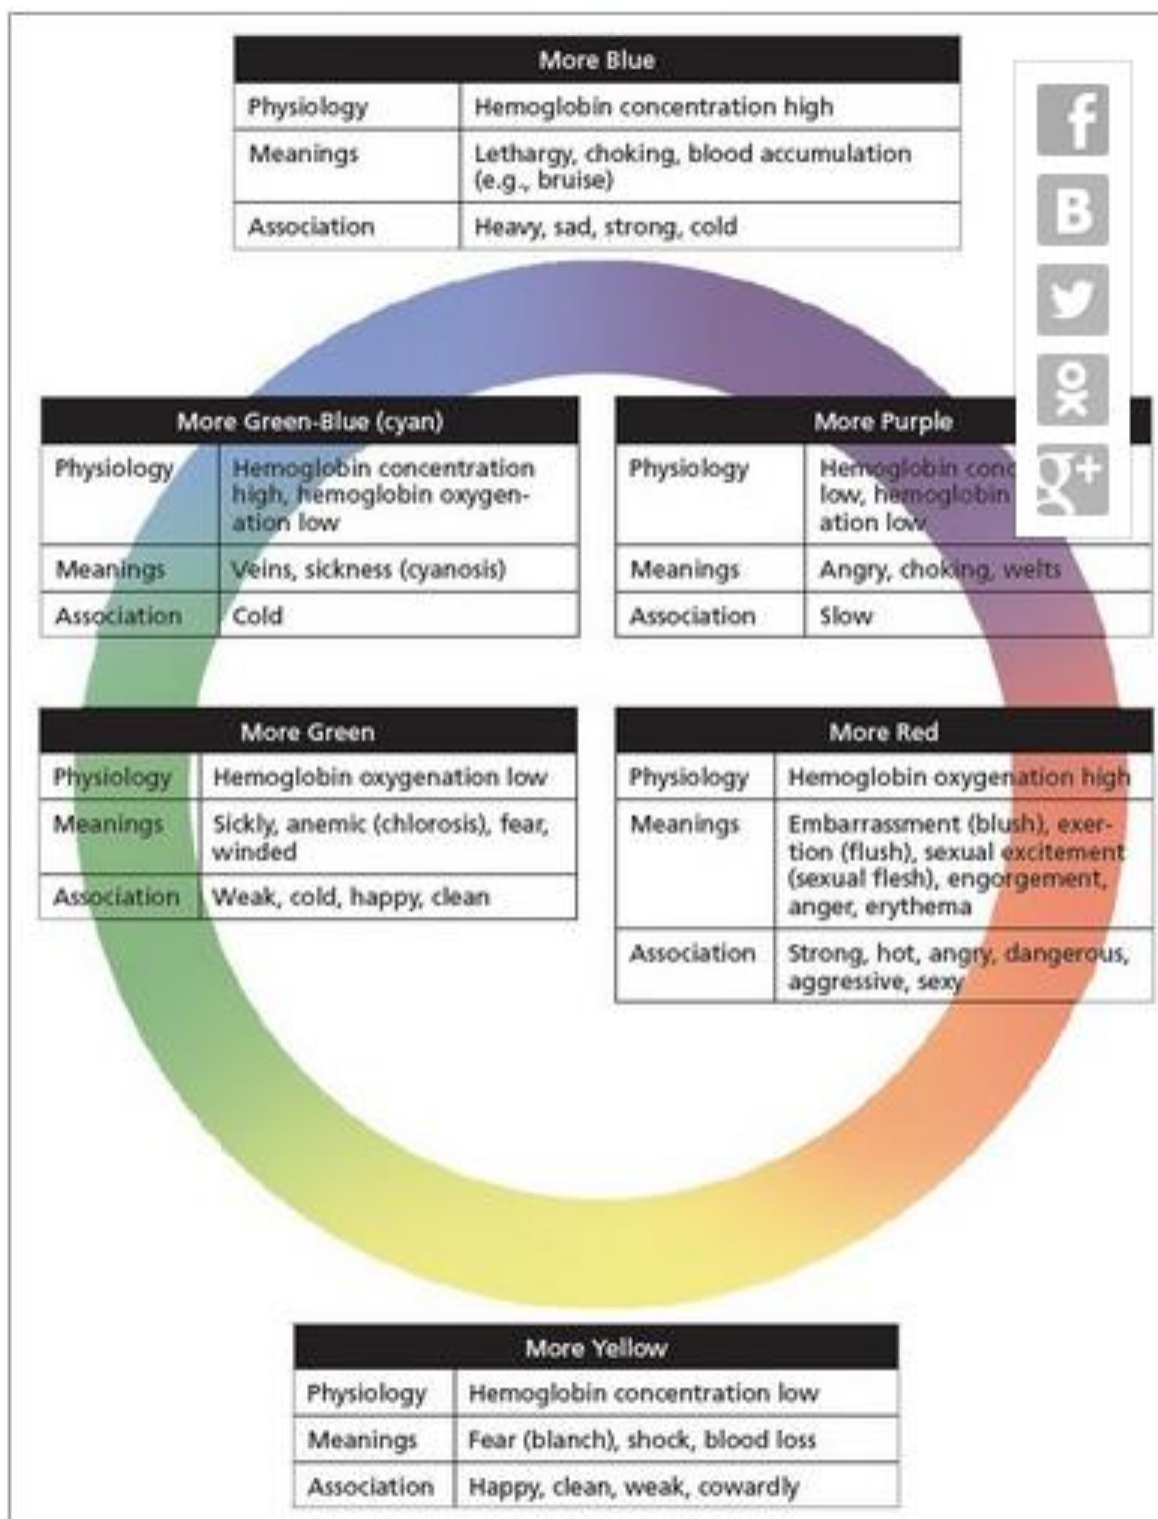 More Blue
Physiology Hemoglobin concentration high
Meanings Lethargy, choking, blood accumulation
(e.g., bruise)
Association Heavy, sad, strong, cold
More Green-Blue (cyan)
Physiology Hemoglobin concentration
high, hemoglobin oxygen-
ation low
Meanings Veins, sickness (cyanosis)
Association Cold
More Purple
Physiology Hemoglobin
low, hemoglobin
ation low
Meanings Angry, choking, welts
Association Slow
More Green
Physiology Hemoglobin oxygenation low
Meanings Sickly, anemic (chlorosis), fear,
winded
Association Weak, cold, happy, clean
More Red
Physiology Hemoglobin oxygenation high
Meanings Embarrassment (blush), exer-
tion (flush), sexual excitement
(sexual flesh), engorgement,
anger, erythema
Association Strong, hot, angry, dangerous,
aggressive, sexy
More Yellow
Physiology Hemoglobin concentration low
Meanings Fear (blanch), shock, blood loss
Association Happy, clean, weak, cowardly
f
B
g+